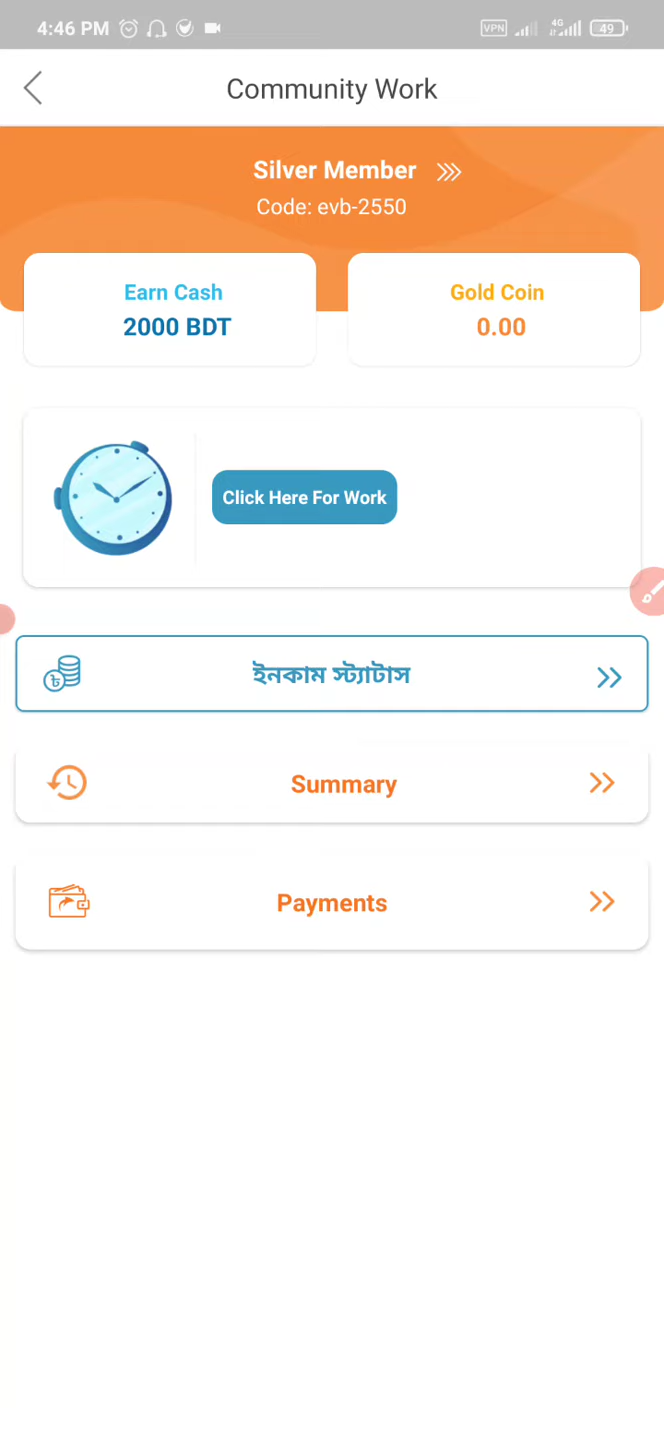 4:46 PM
VPN 4G 49
Community Work
Silver Member
Code: evb-2550
Earn Cash
2000 BDT
Gold Coin
0.00
Click Here For Work
৳
ইনকাম স্ট্যাটাস
Summary
Payments